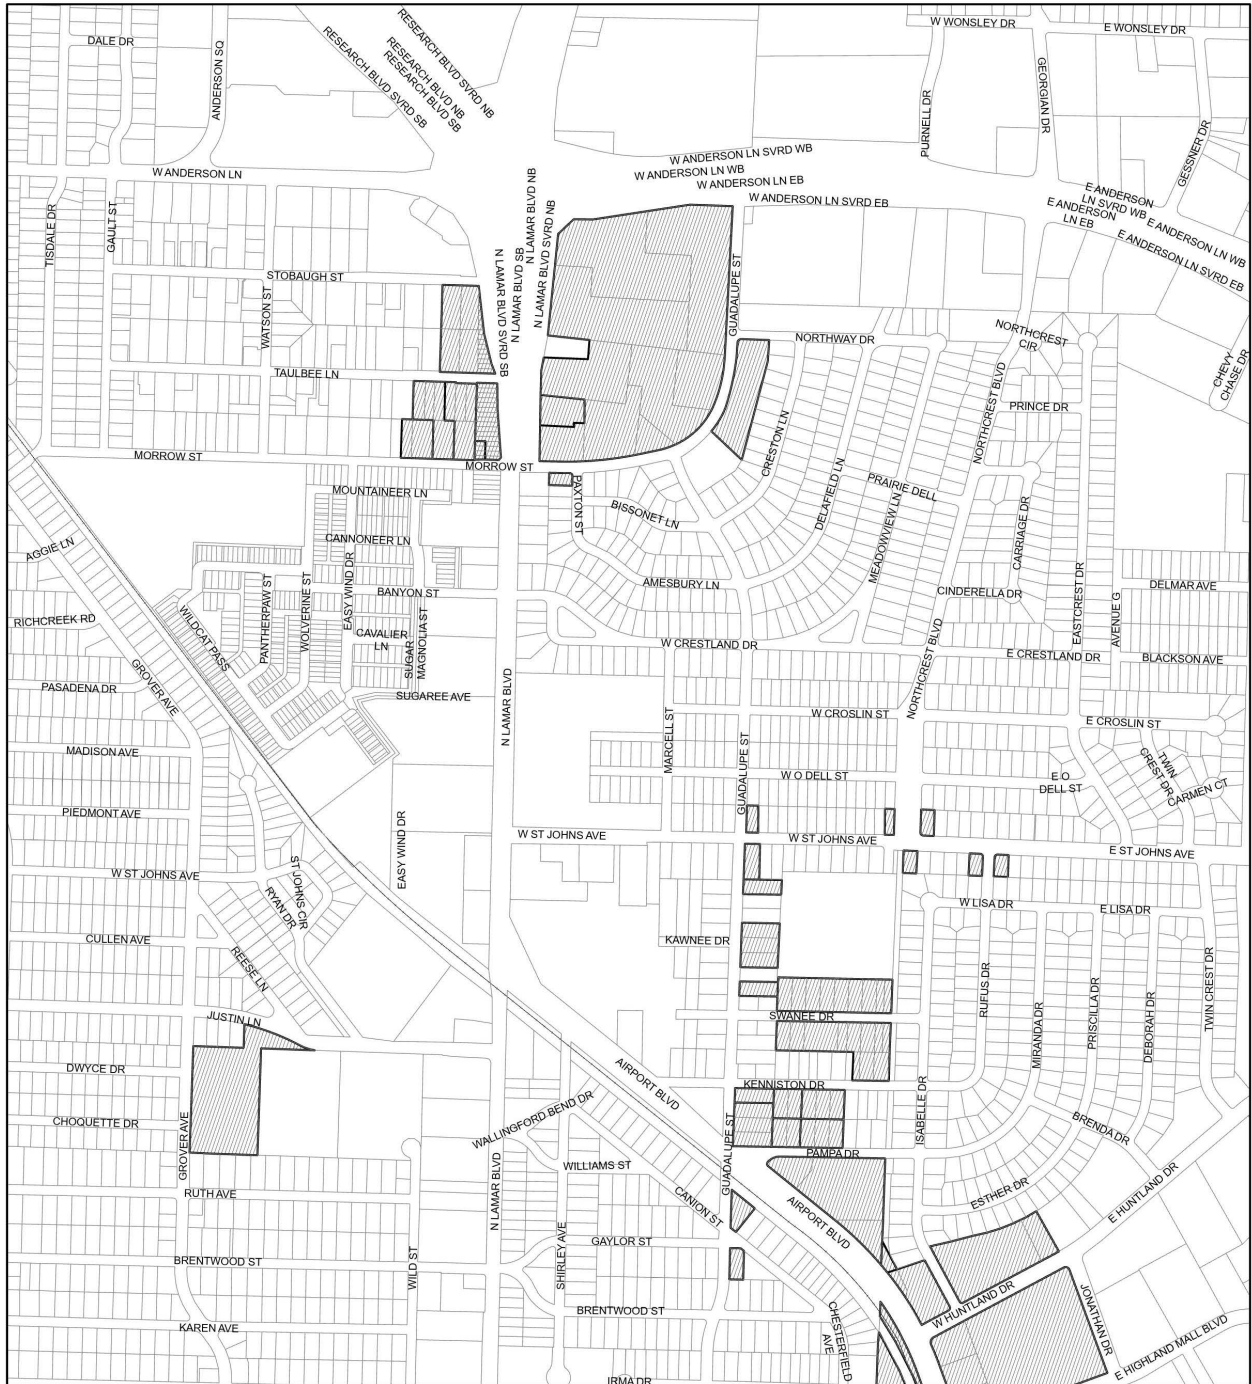 W WONSLEY DR
E WONSLEY DR
DALE DR
ANDERSON SQ
RESEARCH BLVD SVRD NB
RESEARCH BLVD NB
RESEARCH BLVD SB
RESEARCH BLVD SVRD SB
PURNELL DR
GEORGIAN DR
GESSNER DR
W ANDERSON LN SVRD WB
W ANDERSON LN WB
W ANDERSON LN EB
W ANDERSON LN SVRD EB
W ANDERSON LN
E ANDERSON
LN SVRD WB
E ANDERSON
LN EB
E ANDERSON LN WB
E ANDERSON LN SVRD EB
TISDALE DR
GAULT ST
N LAMAR BLVD NB
N LAMAR BLVD SVRD NB
N LAMAR BLVD SB
N LAMAR BLVD SVRD SB
STOBAUGH ST
WATSON ST
GUADALUPE ST
NORTHWAY DR
NORTHCREST
CIR
CHEVY
CHASE DR
TAULBEE LN
NORTHCREST BLVD
PRINCE DR
CRESTON LN
MORROW ST
MORROW ST
DELAFIELD LN
PRAIRIE DELL
MEADOWVIEW LN
MOUNTAINEER LN
PAXTON ST
BISSONET LN
CARRIAGE DR
CANNONEER LN
AGGIE LN
EASY WIND DR
AMESBURY LN
EASTCREST DR
AVENUE G
DELMAR AVE
PANTHERPAW ST
WOLVERINE ST
BANYON ST
CINDERELLA DR
RICHCREEK RD
WILDCAT PASS
CAVALIER
LN
SUGAR
MAGNOLIA ST
W CRESTLAND DR
E CRESTLAND DR
BLACKSON AVE
PASADENA DR
GROVER AVE
SUGAREE AVE
N LAMAR BLVD
NORTHCREST BLVD
W CROSLIN ST
E CROSLIN ST
MARCELL ST
GUADALUPE ST
MADISON AVE
W O DELL ST
E O
DELL ST
TWIN
CREST DR
CARMEN CT
PIEDMONT AVE
EASY WIND DR
W ST JOHNS AVE
W ST JOHNS AVE
E ST JOHNS AVE
W ST JOHNS AVE
ST JOHNS CIR
RYAN DR
W LISA DR
E LISA DR
CULLEN AVE
KAWNEE DR
REESE LN
RUFUS DR
MIRANDA DR
PRISCILLA DR
DEBORAH DR
TWIN CREST DR
JUSTIN LN
SWANEE DR
DWYCE DR
AIRPORT BLVD
KENNISTON DR
ISABELLE DR
CHOQUETTE DR
GROVER AVE
WALLINGFORD BEND DR
GUADALUPE ST
BRENDA DR
PAMPA DR
WILLIAMS ST
RUTH AVE
N LAMAR BLVD
CANION ST
AIRPORT BLVD
ESTHER DR
E HUNTLAND DR
BRENTWOOD ST
WILD ST
SHIRLEY AVE
GAYLOR ST
W HUNTLAND DR
JONATHAN DR
BRENTWOOD ST
KAREN AVE
CHESTERFIELD
AVE
E HIGHLAND MALL BLVD
IRMA DR